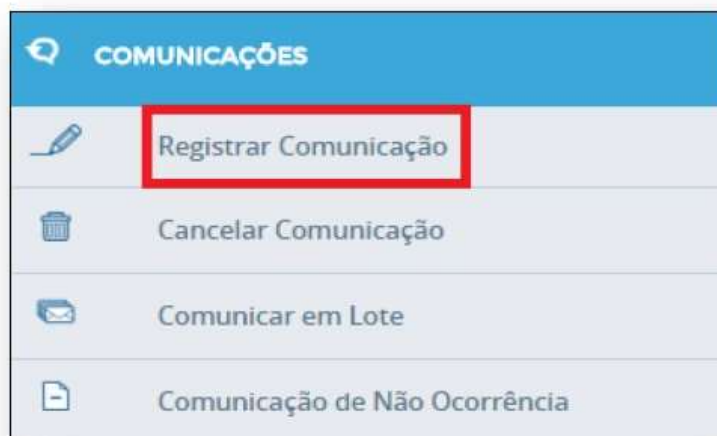 COMUNICAÇÕES
Registrar Comunicação
Cancelar Comunicação
Comunicar em Lote
Comunicação de Não Ocorrência